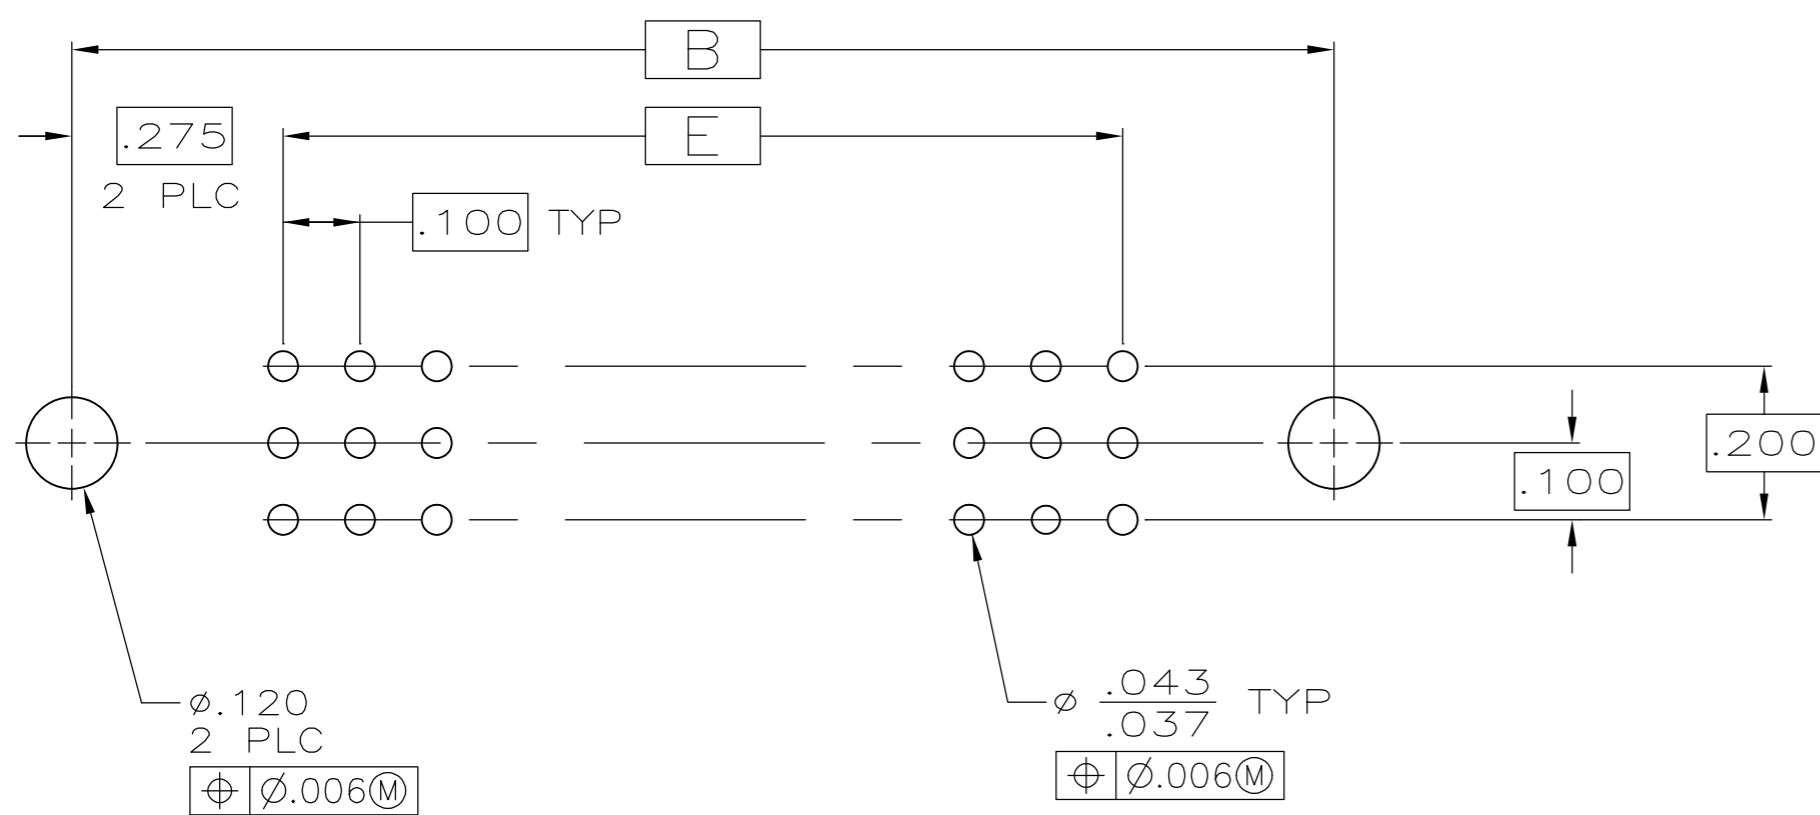 B
.275
2 PLC
E
.100 TYP
.200
.100
⌀.120
2 PLC
⌖ ⌀.006Ⓜ
⌀ .043 TYP
.037
⌖ ⌀.006Ⓜ